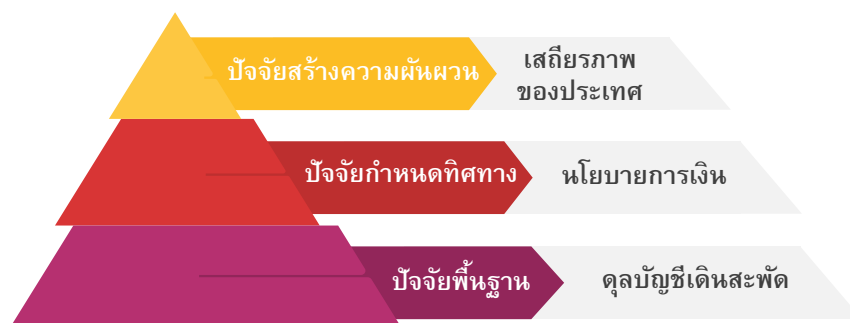 ปัจจัยสร้างความผันผวน
เสถียรภาพ
ของประเทศ
ปัจจัยกำหนดทิศทาง
นโยบายการเงิน
ปัจจัยพื้นฐาน
ดุลบัญชีเดินสะพัด